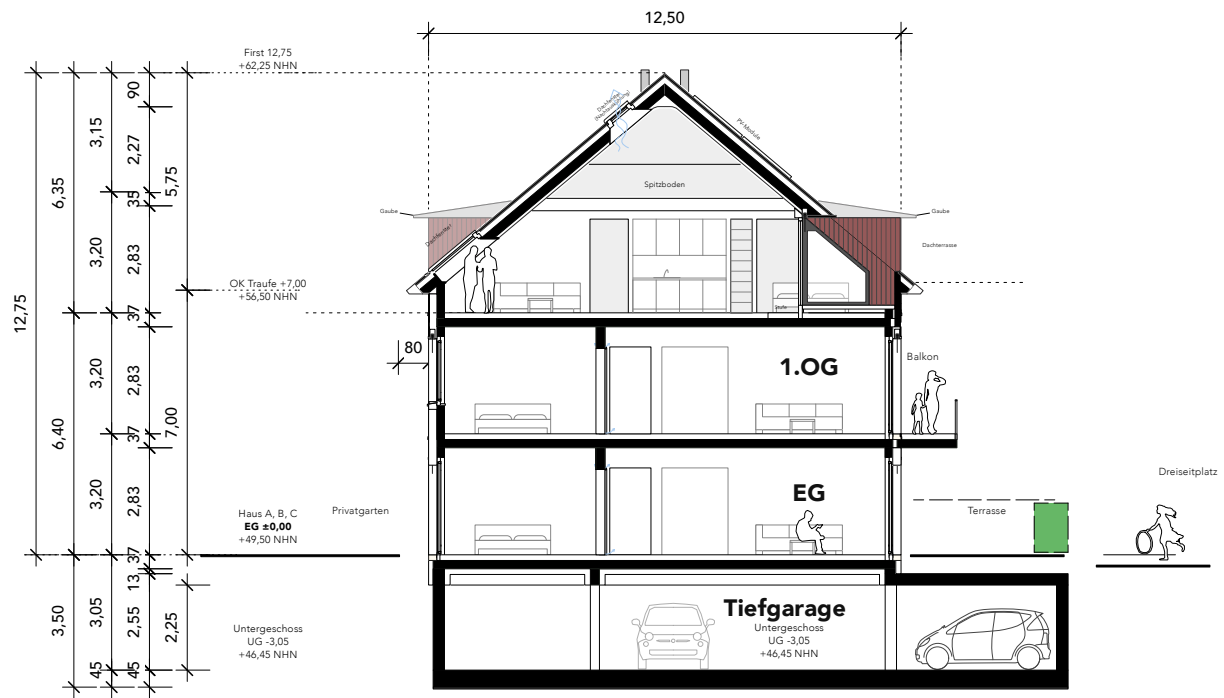 12,50
First 12,75
+62,25 NHN
Dachfenster
(Nachtauskühlung)
PV-Module
Spitzboden
Gaube
Gaube
Dachfenster
Dachterrasse
OK Traufe +7,00
+56,50 NHN
Stufe
80
1.OG
Balkon
EG
Dreiseitplatz
Haus A, B, C
EG ±0,00
+49,50 NHN
Privatgarten
Terrasse
Tiefgarage
Untergeschoss
UG -3,05
+46,45 NHN
Untergeschoss
UG -3,05
+46,45 NHN
12,75
6,35
6,40
3,50
3,15
3,20
3,20
3,20
3,05
45
90
2,27
35
2,83
37
2,83
37
2,83
37
13
2,55
45
5,75
7,00
2,25